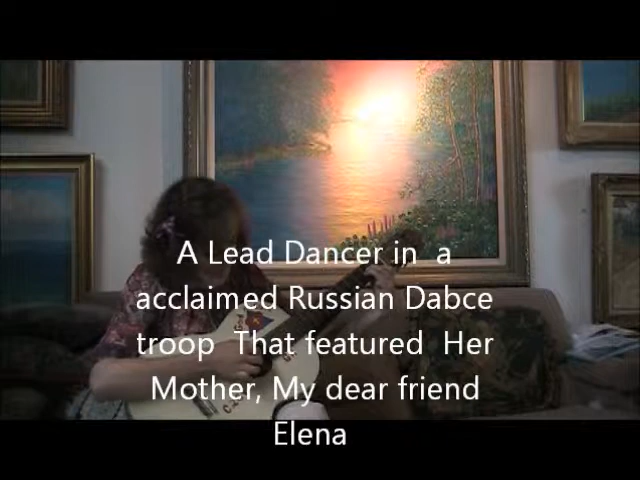 A Lead Dancer in a
acclaimed Russian Dabce
troop That featured Her
Mother, My dear friend
Elena